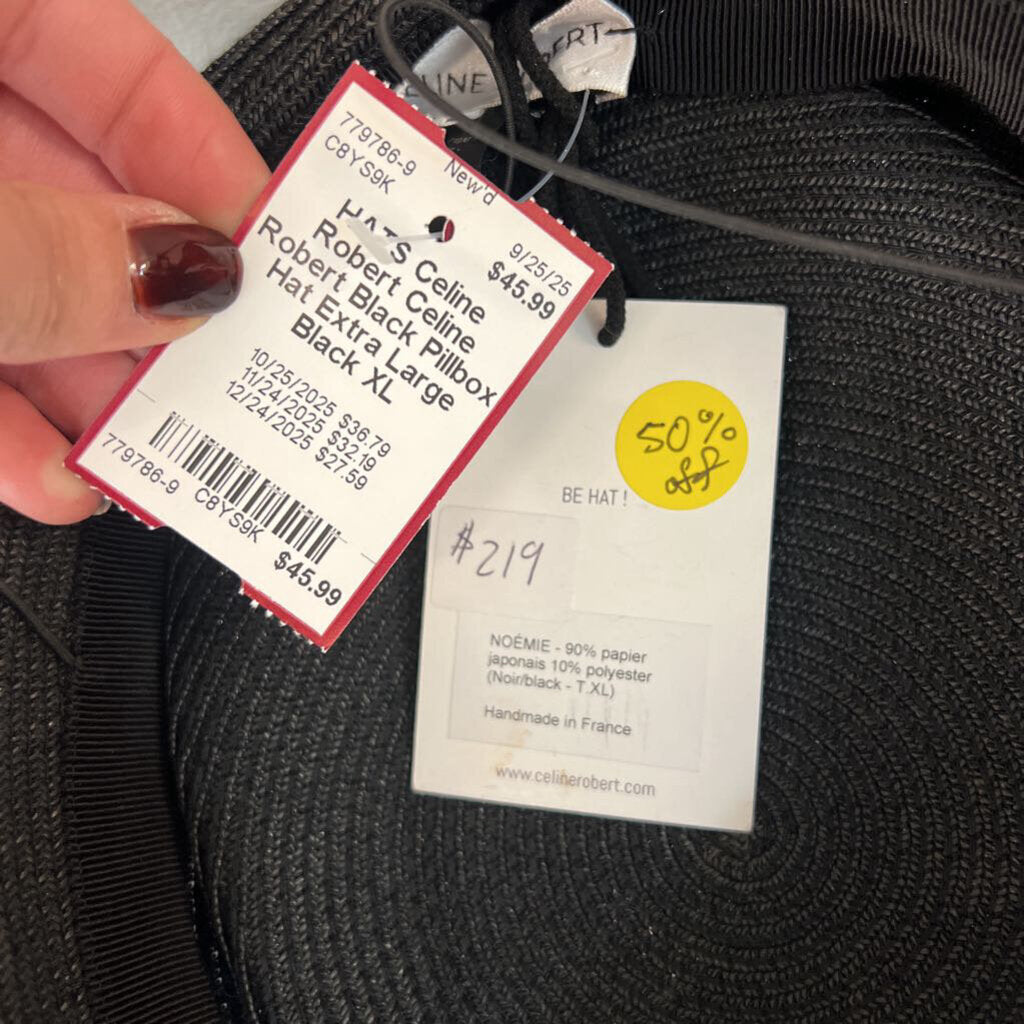 779786-9
C8YS9K
New'd
9/25/25
$45.99
HATS Celine
Robert Celine
Robert Black Pillbox
Hat Extra Large
Black XL
10/25/2025 $36.79
11/24/2025 $32.19
12/24/2025 $27.59
779786-9 C8YS9K
$45.99
50%
off
BE HAT !
$219
NOÉMIE - 90% papier
japonais 10% polyester
(Noir/black - T.XL)
Handmade in France
www.celinerobert.com